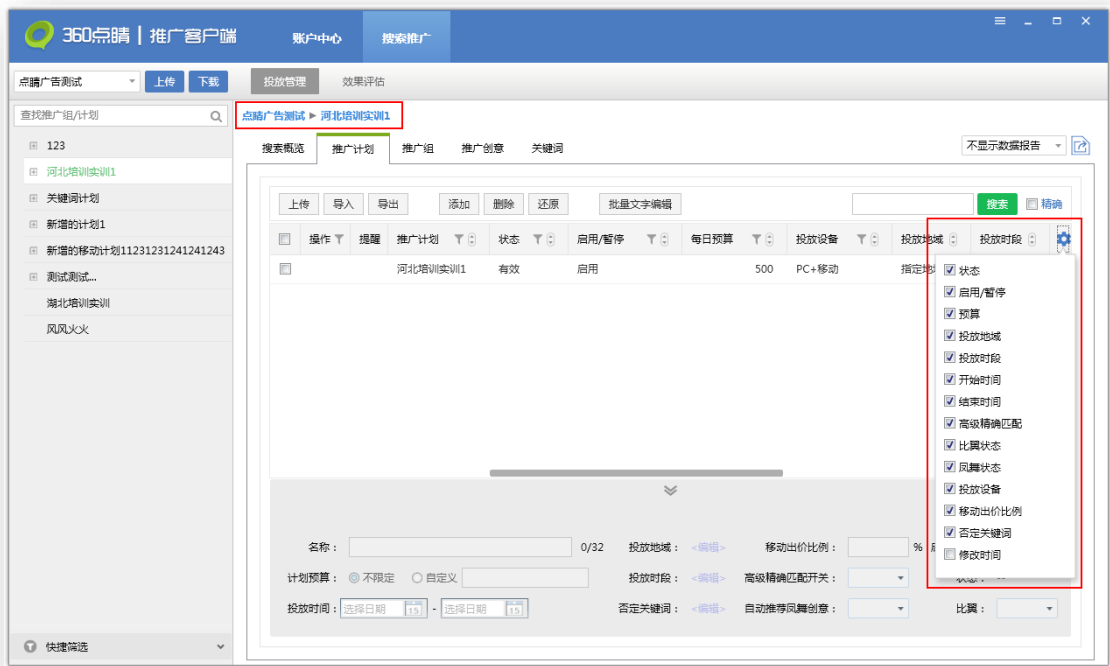 360点睛 | 推广客户端 账户中心 搜索推广
点睛广告测试 上传 下载 投放管理 效果评估
查找推广组/计划 点睛广告测试 ▶ 河北培训实训1
123
河北培训实训1
关键词计划
新增的计划1
新增的移动计划11231231241241243
测试测试...
湖北培训实训
风风火火
快捷筛选
搜索概览 推广计划 推广组 推广创意 关键词 不显示数据报告
上传 导入 导出 添加 删除 还原 批量文字编辑 搜索 精确
操作 提醒 推广计划 状态 启用/暂停 每日预算 投放设备 投放地域 投放时段
河北培训实训1 有效 启用 500 PC+移动 指定地
状态
启用/暂停
预算
投放地域
投放时段
开始时间
结束时间
高级精确匹配
比翼状态
凤舞状态
投放设备
移动出价比例
否定关键词
修改时间
名称： 0/32 投放地域： <编辑> 移动出价比例： %
计划预算： 不限定 自定义 投放时段： <编辑> 高级精确匹配开关： 状态： --
投放时间： 选择日期 15 - 选择日期 15 否定关键词： <编辑> 自动推荐凤舞创意： 比翼：